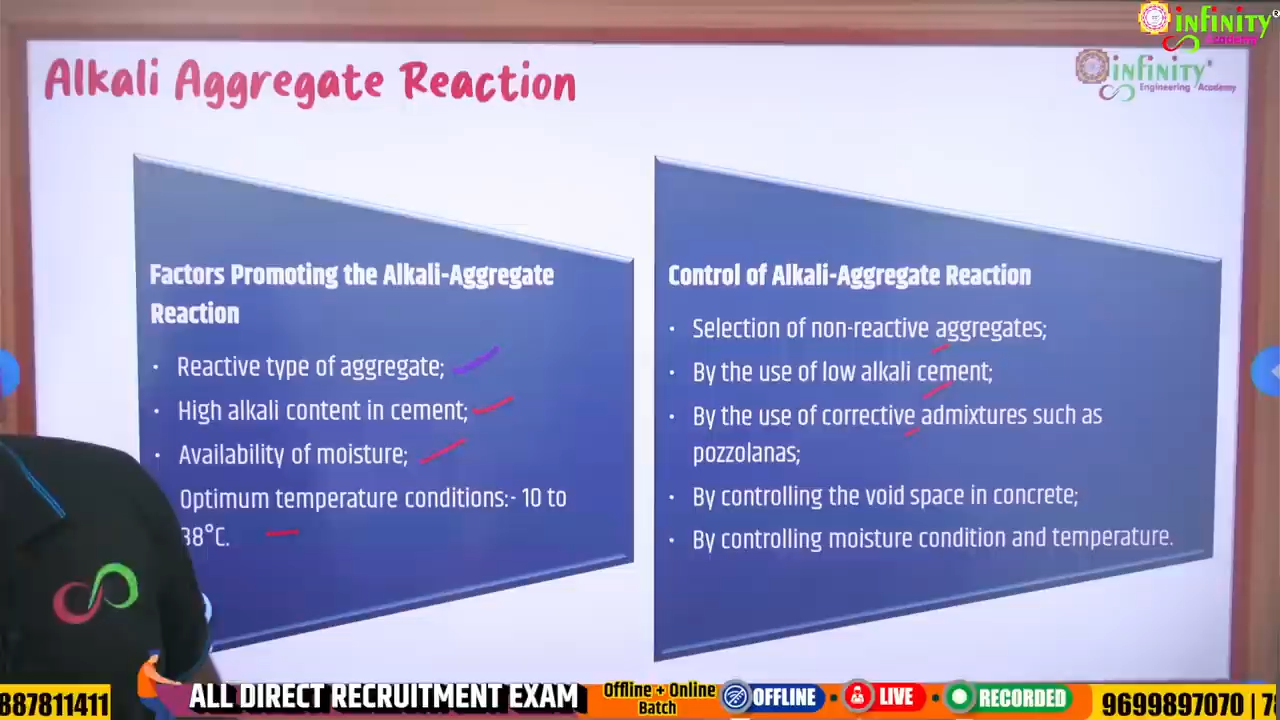 infinity
Alkali Aggregate Reaction
infinity
Engineering Academy
Factors Promoting the Alkali-Aggregate
Reaction
• Reactive type of aggregate;
• High alkali content in cement;
• Availability of moisture;
Optimum temperature conditions:- 10 to
38°C.
Control of Alkali-Aggregate Reaction
• Selection of non-reactive aggregates;
• By the use of low alkali cement;
• By the use of corrective admixtures such as
pozzolanas;
• By controlling the void space in concrete;
• By controlling moisture condition and temperature.
887811411
ALL DIRECT RECRUITMENT EXAM
Offline + Online
Batch
OFFLINE
• LIVE
• RECORDED
9699897070 | 7